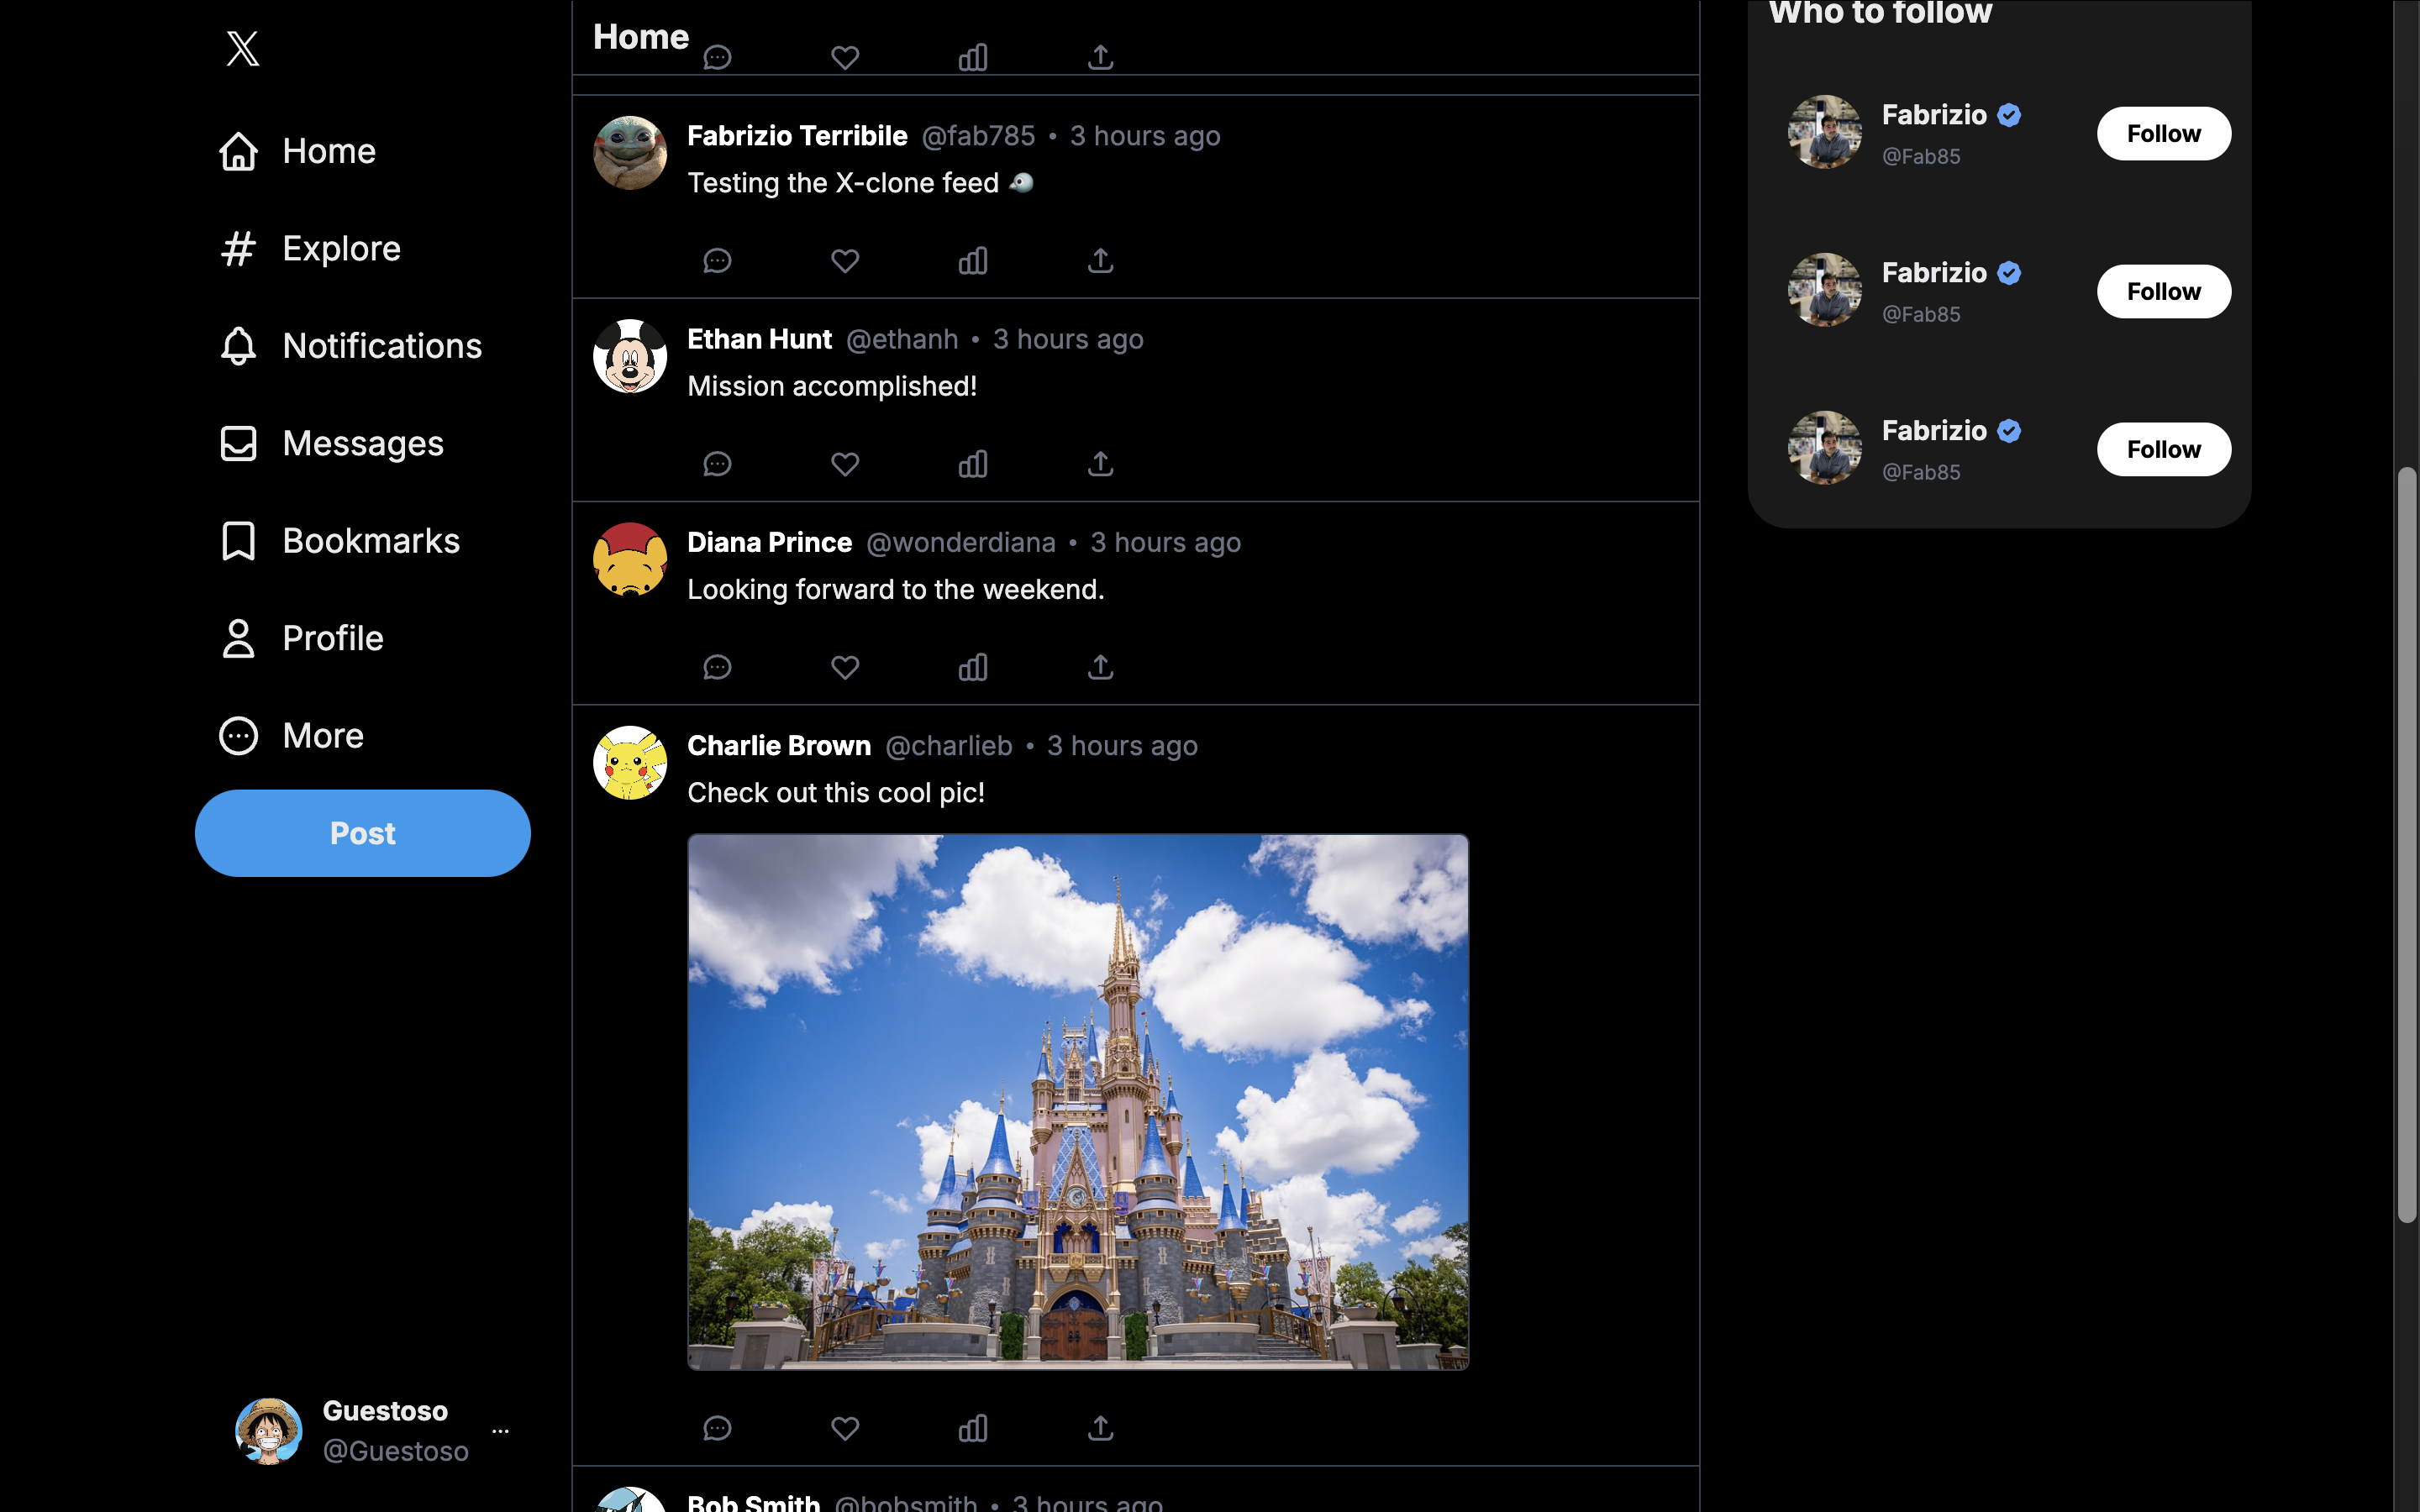 Home
Explore
Notifications
Messages
Bookmarks
Profile
More
Post
Guestoso
@Guestoso
...
Home
Fabrizio Terribile @fab785 • 3 hours ago
Testing the X-clone feed 🐦
Ethan Hunt @ethanh • 3 hours ago
Mission accomplished!
Diana Prince @wonderdiana • 3 hours ago
Looking forward to the weekend.
Charlie Brown @charlieb • 3 hours ago
Check out this cool pic!
Bob Smith @bobsmith • 3 hours ago
Who to follow
Fabrizio
@Fab85
Follow
Fabrizio
@Fab85
Follow
Fabrizio
@Fab85
Follow